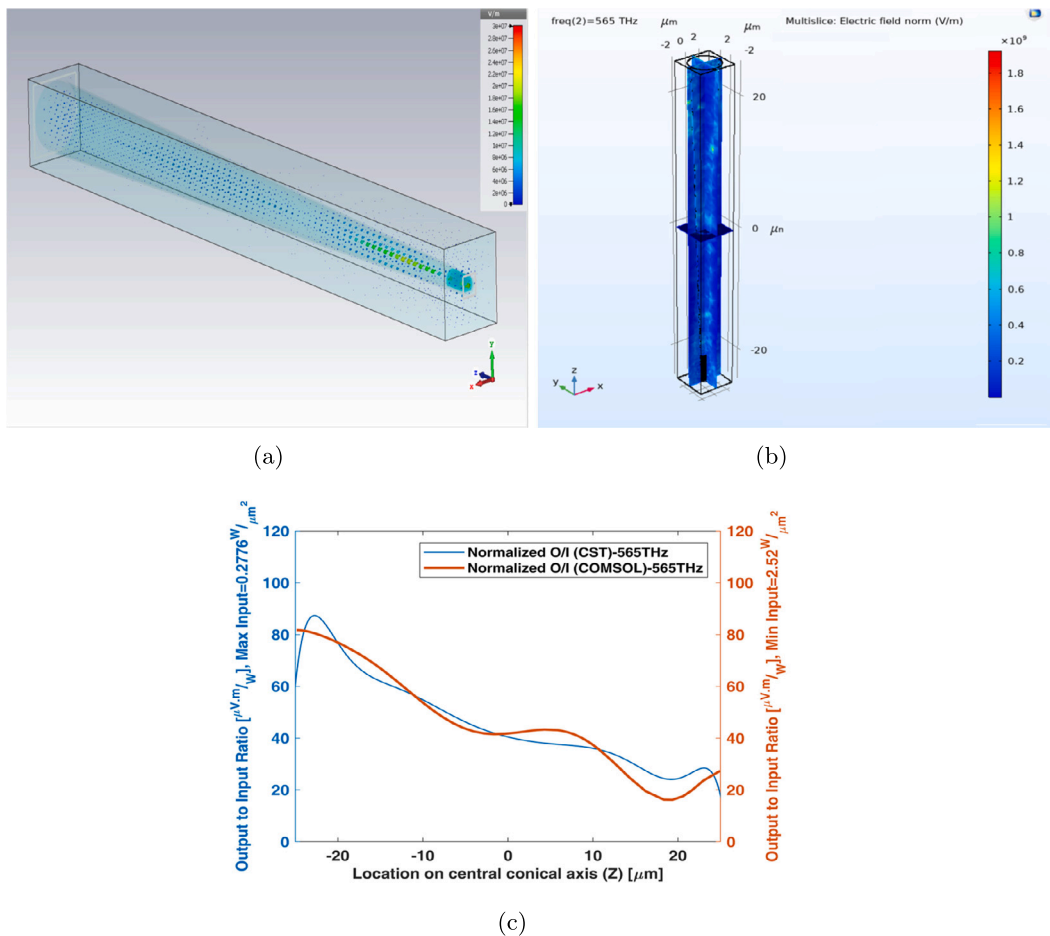 V/m
3e+07
2.8e+07
2.6e+07
2.4e+07
2.2e+07
2e+07
1.8e+07
1.6e+07
1.4e+07
1.2e+07
1e+07
8e+06
6e+06
4e+06
2e+06
0
y
z
x
(a)
freq(2)=565 THz
Multislice: Electric field norm (V/m)
μm
μm
-2 0 2
2
-2
20
0 μm
-20
×10⁹
1.8
1.6
1.4
1.2
1
0.8
0.6
0.4
0.2
z
y
x
(b)
Output to Input Ratio [μV.m/W], Max Input=0.2776W/μm²
120
100
80
60
40
20
0
Normalized O/I (CST)-565THz
Normalized O/I (COMSOL)-565THz
120
100
80
60
40
20
0
Output to Input Ratio [μV.m/W], Min Input=2.52W/μm²
-20 -10 0 10 20
Location on central conical axis (Z) [μm]
(c)